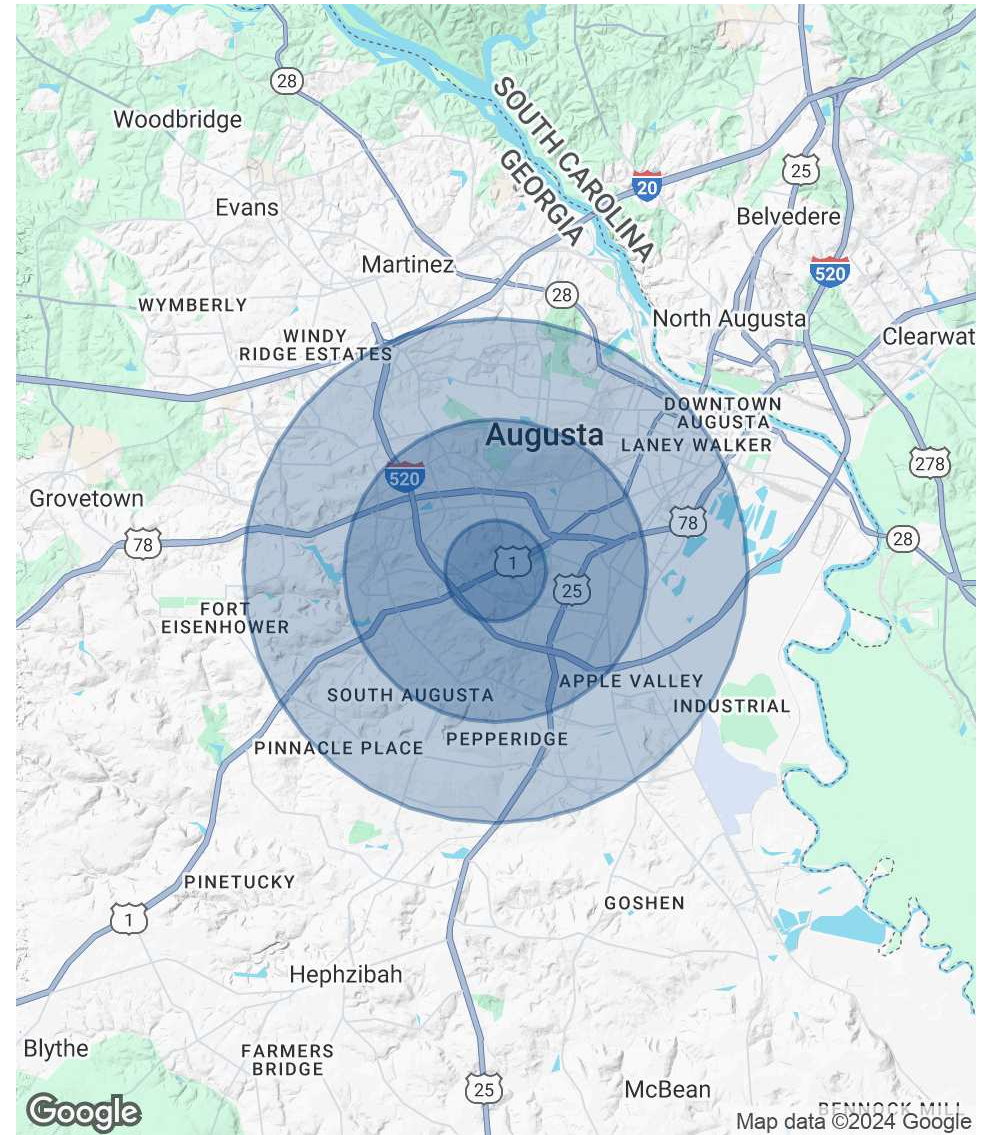 28
Woodbridge
SOUTH CAROLINA
GEORGIA
20
25
Evans
Belvedere
Martinez
520
28
WYMBERLY
North Augusta
WINDY
RIDGE ESTATES
Clearwat
DOWNTOWN
AUGUSTA
Augusta
LANEY WALKER
520
278
Grovetown
78
78
28
1
25
FORT
EISENHOWER
APPLE VALLEY
SOUTH AUGUSTA
INDUSTRIAL
PEPPERIDGE
PINNACLE PLACE
PINETUCKY
GOSHEN
1
Hephzibah
Blythe
FARMERS
BRIDGE
25
McBean
BENNOCK MILL
Google
Map data ©2024 Google